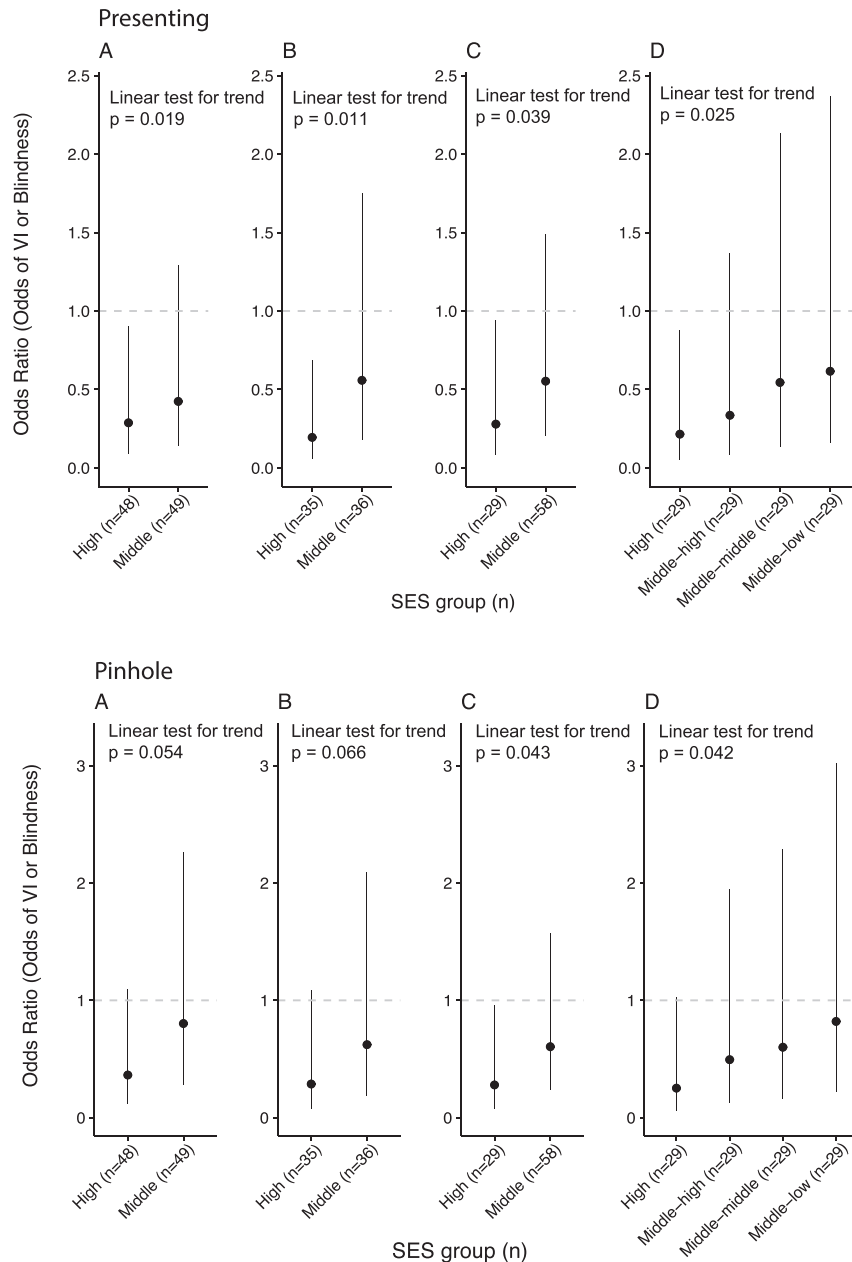 Presenting
A
B
C
D
Linear test for trend
p = 0.019
Linear test for trend
p = 0.011
Linear test for trend
p = 0.039
Linear test for trend
p = 0.025
Odds Ratio (Odds of VI or Blindness)
2.5
2.0
1.5
1.0
0.5
0.0
2.5
2.0
1.5
1.0
0.5
0.0
2.5
2.0
1.5
1.0
0.5
0.0
2.5
2.0
1.5
1.0
0.5
0.0
High (n=48)
Middle (n=49)
High (n=35)
Middle (n=36)
High (n=29)
Middle (n=58)
High (n=29)
Middle−high (n=29)
Middle−middle (n=29)
Middle−low (n=29)
SES group (n)
Pinhole
A
B
C
D
Linear test for trend
p = 0.054
Linear test for trend
p = 0.066
Linear test for trend
p = 0.043
Linear test for trend
p = 0.042
Odds Ratio (Odds of VI or Blindness)
3
2
1
0
3
2
1
0
3
2
1
0
3
2
1
0
High (n=48)
Middle (n=49)
High (n=35)
Middle (n=36)
High (n=29)
Middle (n=58)
High (n=29)
Middle−high (n=29)
Middle−middle (n=29)
Middle−low (n=29)
SES group (n)